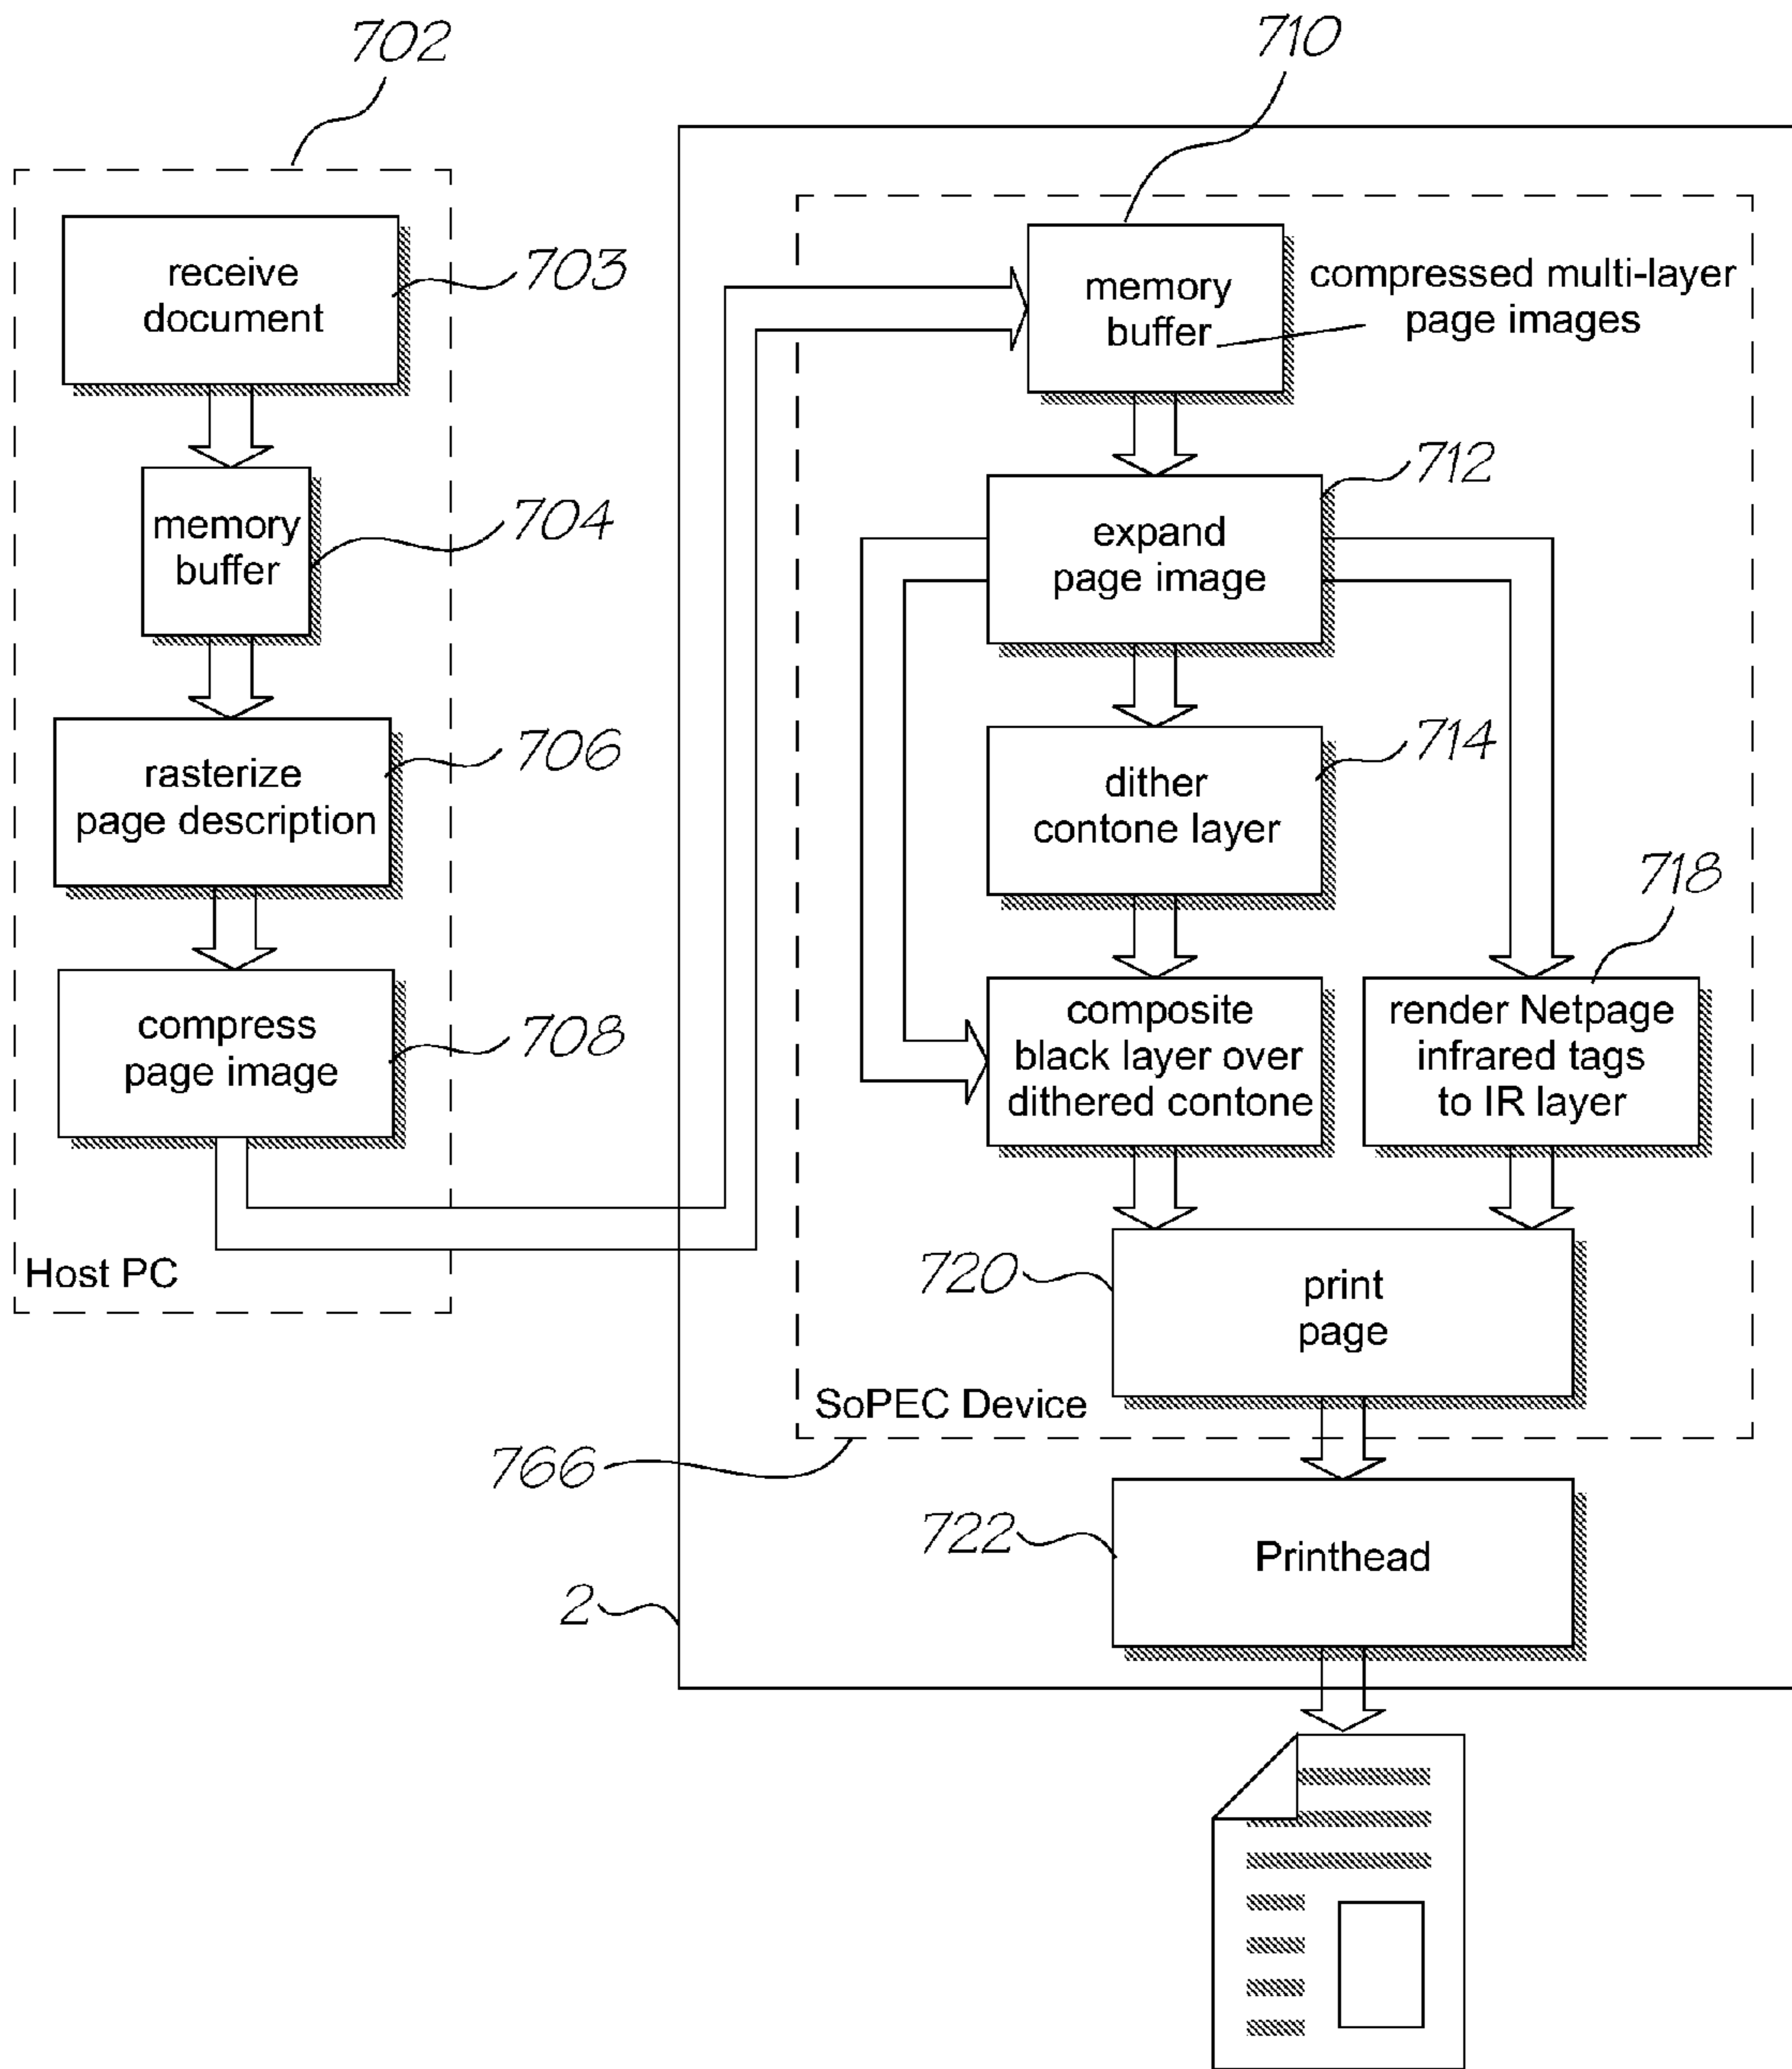 702
710
receive
document
703
memory
buffer
compressed multi-layer
page images
memory
buffer
704
expand
page image
712
rasterize
page description
706
dither
contone layer
714
718
compress
page image
708
composite
black layer over
dithered contone
render Netpage
infrared tags
to IR layer
Host PC
720
print
page
SoPEC Device
766
722
Printhead
2